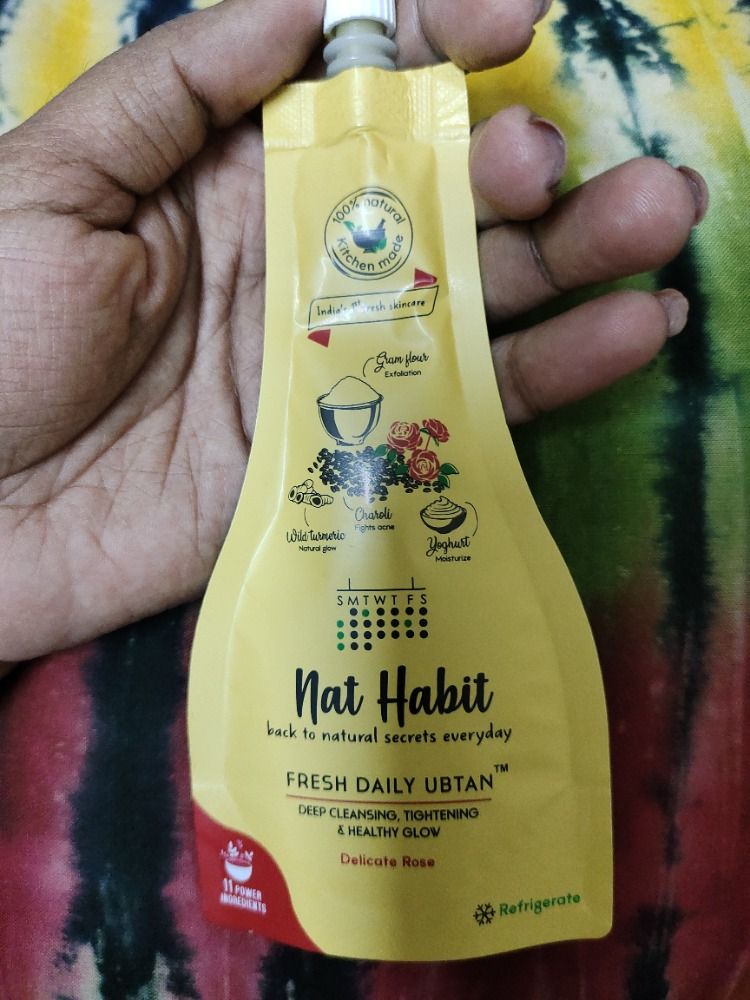 100% natural
Kitchen made
India's 1st fresh skincare
Gram flour
Exfoliation
Charoli
Fights acne
Wild turmeric
Natural glow
Yoghurt
Moisturize
S M T W T F S
Nat Habit
back to natural secrets everyday
FRESH DAILY UBTAN™
DEEP CLEANSING, TIGHTENING
& HEALTHY GLOW
Delicate Rose
11 POWER
INGREDIENTS
Refrigerate